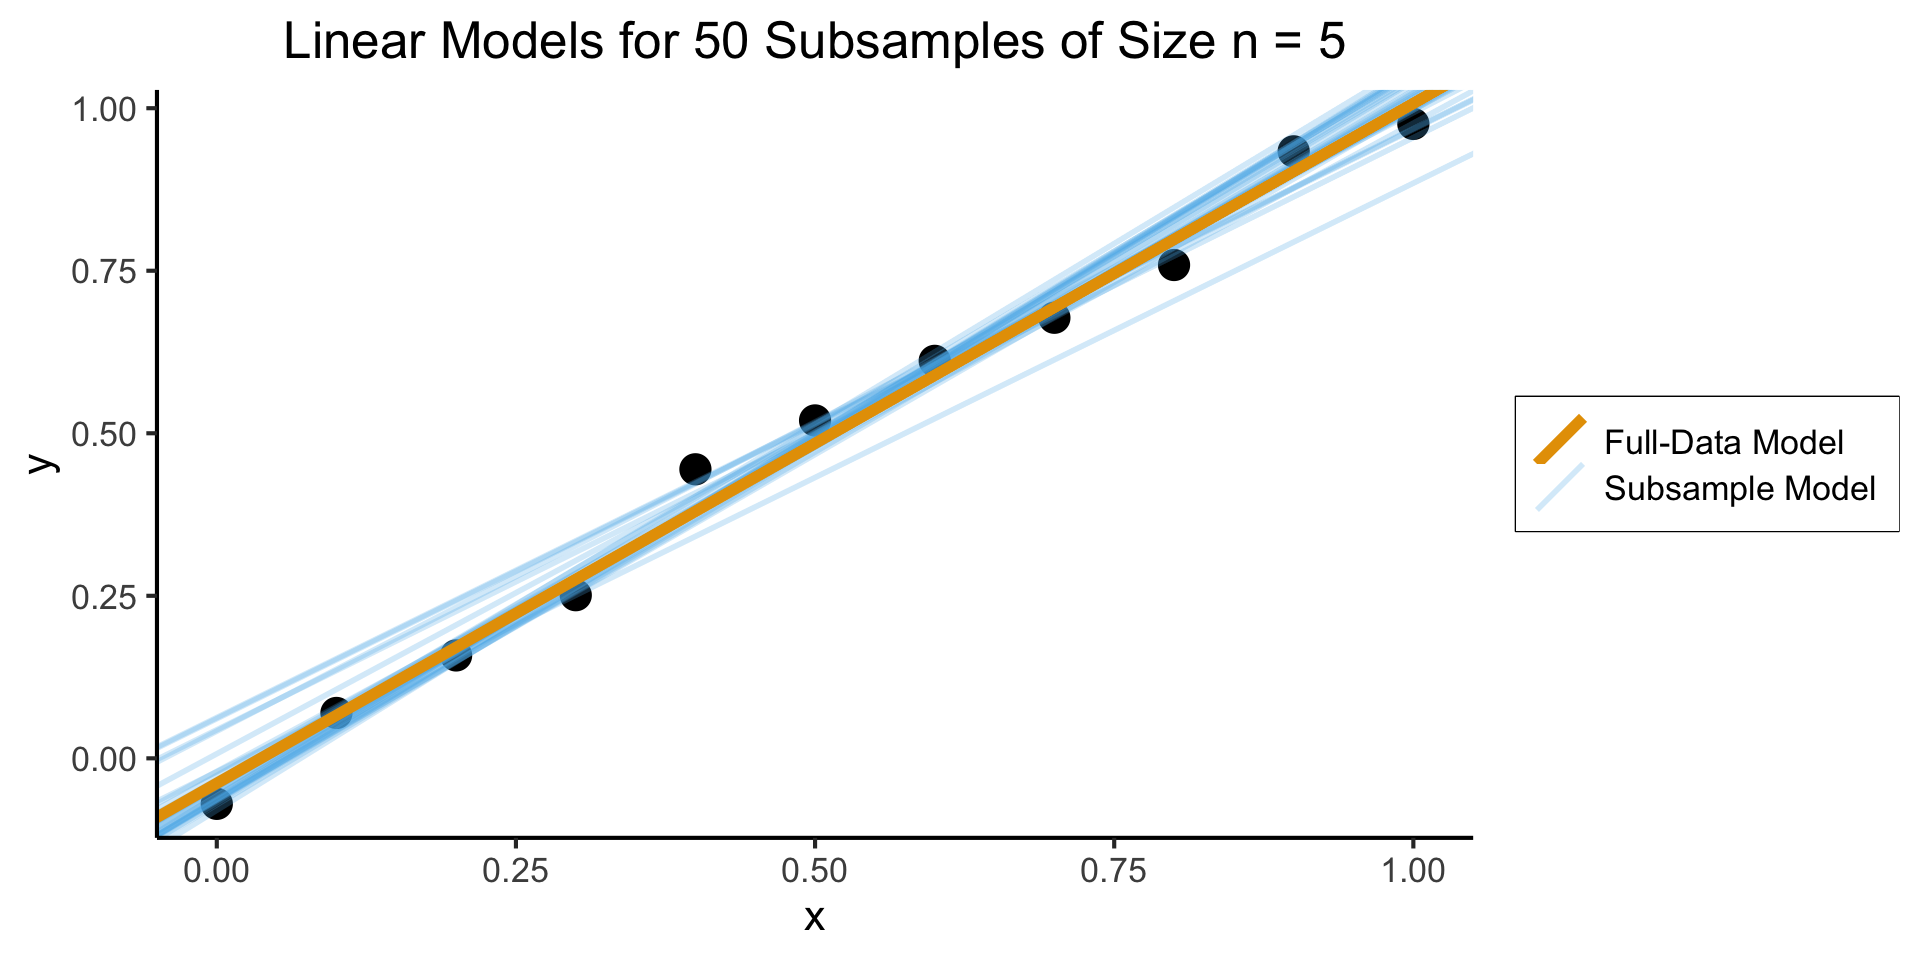 Linear Models for 50 Subsamples of Size n = 5
1.00
0.75
0.50
0.25
0.00
y
0.00 0.25 0.50 0.75 1.00
x
Full-Data Model
Subsample Model